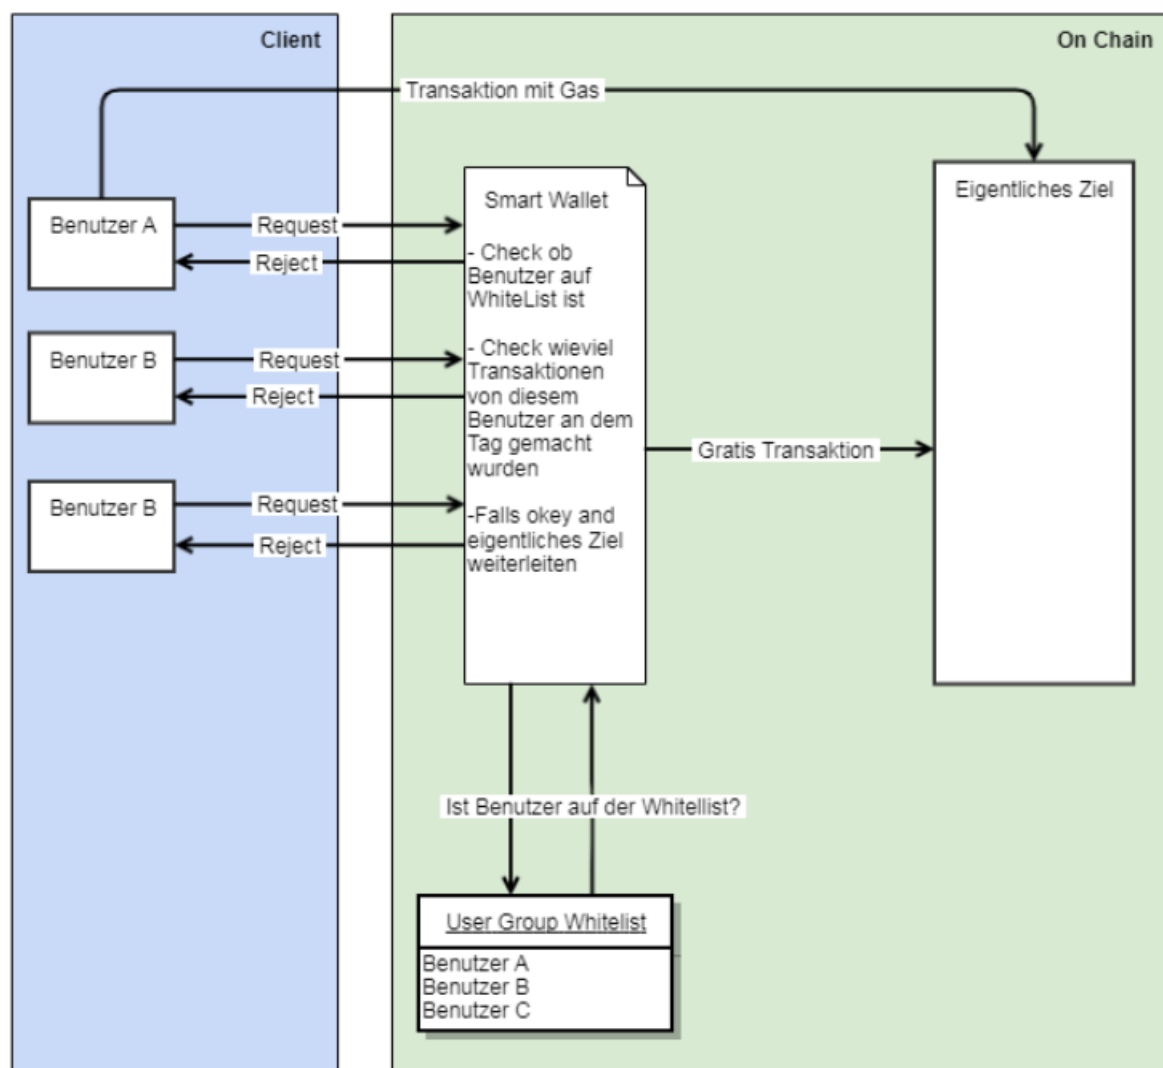 Client
On Chain
Transaktion mit Gas
Benutzer A
Request
Reject
Benutzer B
Request
Reject
Benutzer B
Request
Reject
Smart Wallet
- Check ob
Benutzer auf
WhiteList ist
- Check wieviel
Transaktionen
von diesem
Benutzer an dem
Tag gemacht
wurden
-Falls okey and
eigentliches Ziel
weiterleiten
Gratis Transaktion
Eigentliches Ziel
Ist Benutzer auf der Whitellist?
User Group Whitelist
Benutzer A
Benutzer B
Benutzer C